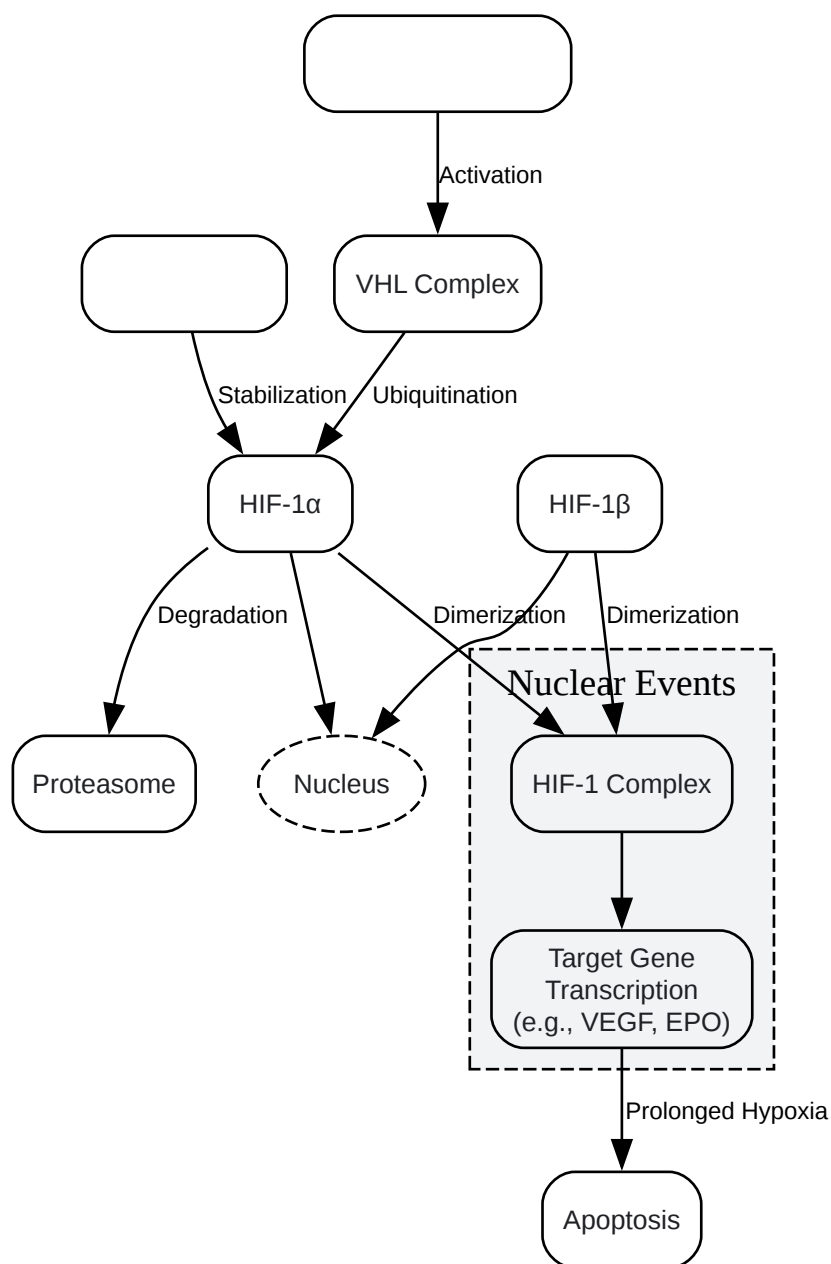 Activation
VHL Complex
Stabilization
Ubiquitination
HIF-1α
HIF-1β
Degradation
Dimerization
Dimerization
Nuclear Events
Proteasome
Nucleus
HIF-1 Complex
Target Gene
Transcription
(e.g., VEGF, EPO)
Prolonged Hypoxia
Apoptosis